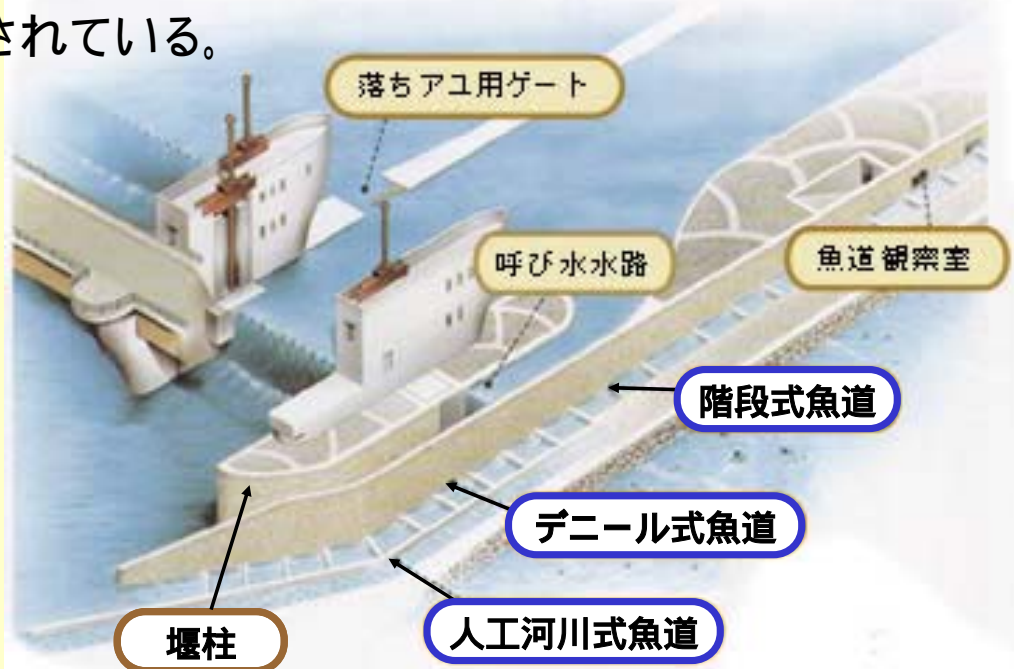 されている。
落ちアユ用ゲート
呼び水水路
魚道観察室
階段式魚道
デニール式魚道
人工河川式魚道
堰柱